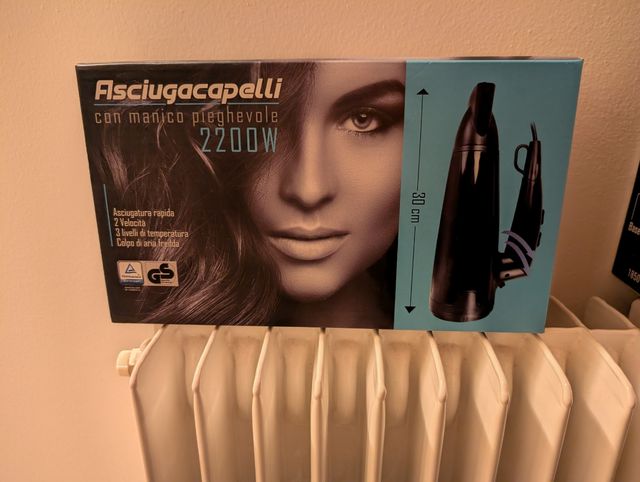 Asciugacapelli
con manico pieghevole
2200W
Asciugatura rapida
2 Velocità
3 livelli di temperatura
Colpo di aria fredda
GS
30 cm